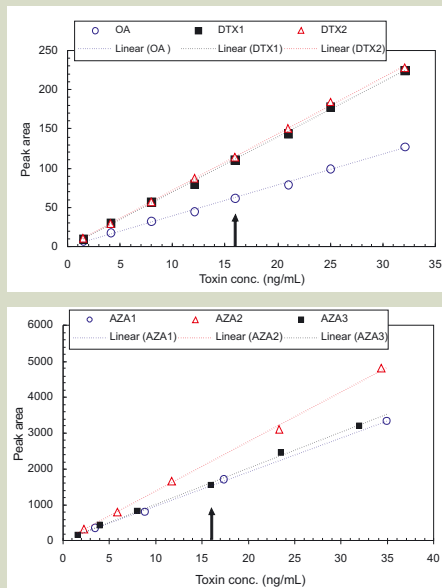 OA DTX1 DTX2
Linear (OA ) Linear (DTX1) Linear (DTX2)
250
200
150
100
50
0
Peak area
0 5 10 15 20 25 30 35
Toxin conc. (ng/mL)
AZA1 AZA2 AZA3
Linear (AZA1) Linear (AZA2) Linear (AZA3)
6000
5000
4000
3000
2000
1000
0
Peak area
0 5 10 15 20 25 30 35 40
Toxin conc. (ng/mL)